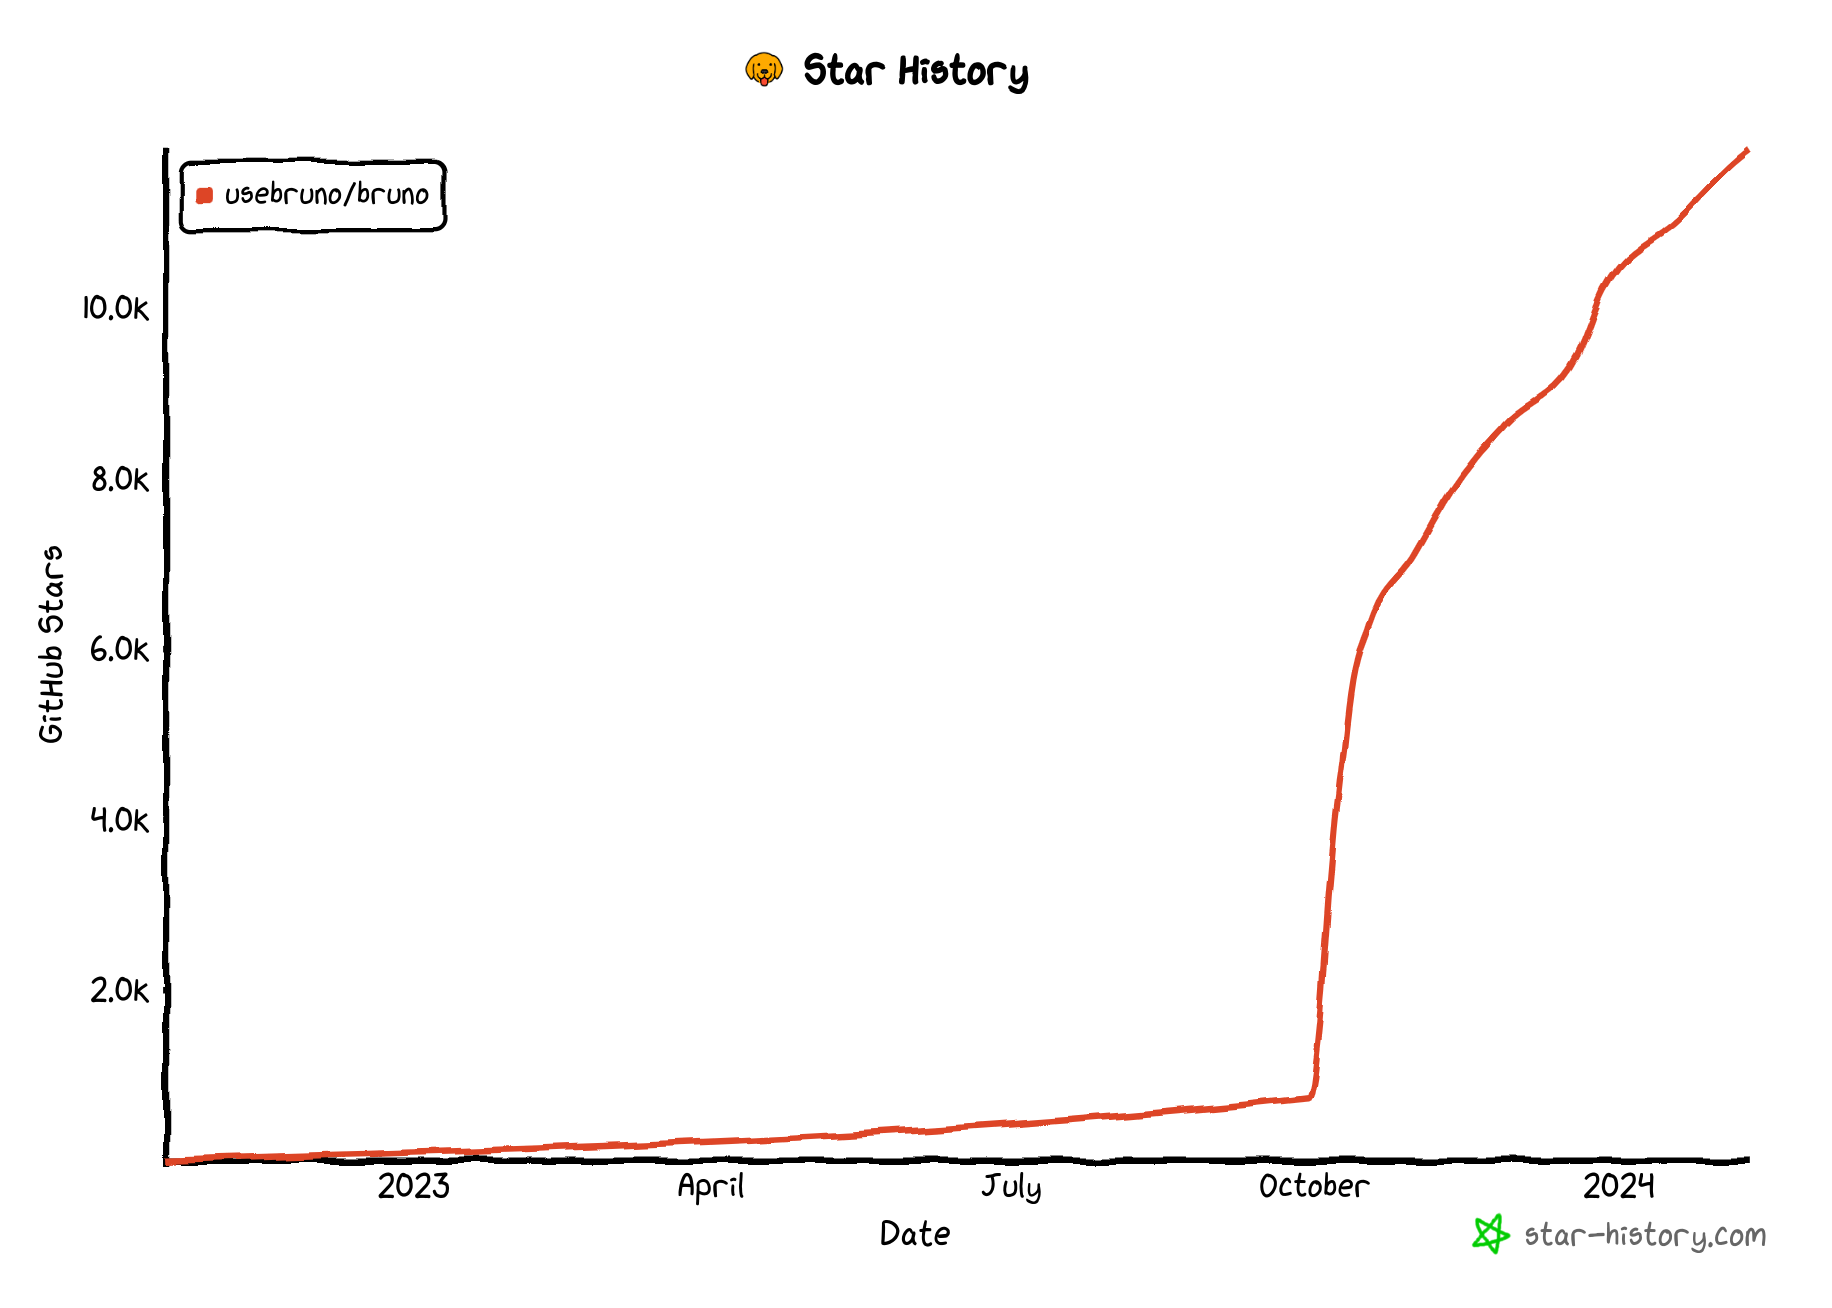 Star History
usebruno/bruno
10.0K
8.0K
6.0K
4.0K
2.0K
GitHub Stars
2023 April July October 2024
Date
star-history.com